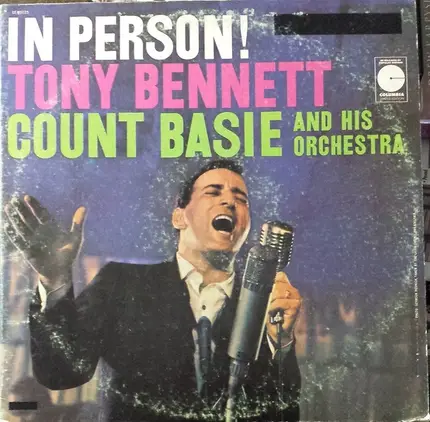 IN PERSON!
TONY BENNETT
COUNT BASIE AND HIS ORCHESTRA
COLUMBIA